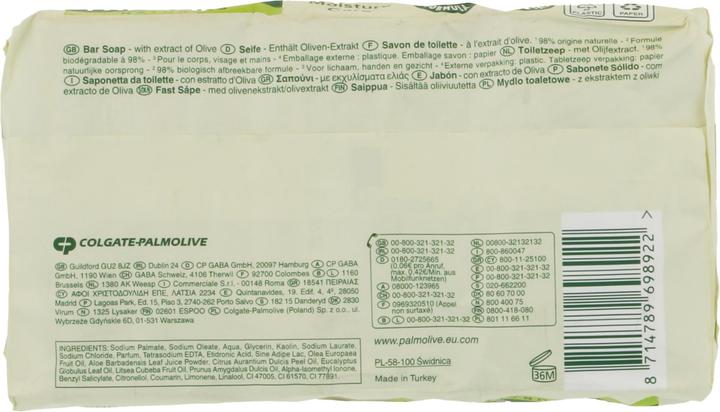 Moistur
FORMULE
PLASTIC
PAPER
GB Bar Soap - with extract of Olive D Seife - Enthält Oliven-Extrakt F Savon de toilette - à l'extrait d'olive. ¹98% origine naturelle - ²Formule
biodégradable à 98% - ³Pour le corps, visage et mains - ⁴Emballage externe : plastique. Emballage savon : papier NL Toiletzeep - met Olijfextract. ¹98%
natuurlijke oorsprong - ²98% biologisch afbreekbare formule - ³Voor lichaam, handen en gezicht - ⁴Externe verpakking: plastic. Tabletzeep verpakking: papier
I Saponetta da toilette - con estratto d'Oliva GR Σαπούνι - με εκχυλίσματα ελιάς E Jabón - con extracto de Oliva P Sabonete Sólido - com
extracto de Oliva Fast Sápe - med olivenekstrakt/olivextrakt FIN Saippua - Sisältää oliiviuutetta PL Mydło toaletowe - z ekstraktem z oliwki
CP COLGATE-PALMOLIVE
GB Guildford GU2 8JZ IRL Dublin 24 D CP GABA GmbH, 20097 Hamburg A CP GABA
GmbH, 1190 Wien CH GABA Schweiz, 4106 Therwil F 92700 Colombes B L 1160
Brussels NL 1380 AK Weesp I Commerciale S.r.l. - 00148 Roma GR 18541 ΠΕΙΡΑΙΑΣ
CY ΑΦΟΙ ΧΡΙΣΤΟΔΟΥΛΙΔΗ ΕΠΕ, ΛΑΤΣΙΑ 2234 E Quintanavides, 19. Edif. 4, 4ª, 28050
Madrid P Lagoas Park, Ed. 15, Piso 3, 2740-262 Porto Salvo S 182 15 Danderyd DK 2830
Virum N 1325 Lysaker FIN 02601 ESPOO PL Colgate-Palmolive (Poland) Sp. z o.o., ul.
Wybrzeże Gdyńskie 6D, 01-531 Warszawa
GB 00-800-321-321-32
IRL 00-800-321-321-32
D 0180-2725665
(0.06€ pro Anruf,
max. 0,42€/Min. aus
Mobilfunknetzen)
A 08000-123965
CH 00-800-321-321-32
F 0969320510 (Appel
non surtaxé)
B L 00-800-321-321-32
NL 00800-32132132
I 800-860047
GR CY 800-11-25100
E 00-800-321-321-32
P 00-800-321-321-32
S 020-662200
DK 80 60 70 00
N 800 400 75
FIN 0800-418-080
PL 801 11 66 11
INGREDIENTS: Sodium Palmate, Sodium Oleate, Aqua, Glycerin, Kaolin, Sodium Laurate,
Sodium Chloride, Parfum, Tetrasodium EDTA, Etidronic Acid, Sine Adipe Lac, Olea Europaea
Fruit Oil, Aloe Barbadensis Leaf Juice Powder, Citrus Aurantium Dulcis Peel Oil, Eucalyptus
Globulus Leaf Oil, Litsea Cubeba Fruit Oil, Prunus Amygdalus Dulcis Oil, Alpha-Isomethyl Ionone,
Benzyl Salicylate, Citronellol, Coumarin, Limonene, Linalool, CI 47005, CI 61570, CI 77891.
www.palmolive.eu.com
PL-58-100 Świdnica
Made in Turkey
36M
8 714789 698922 >